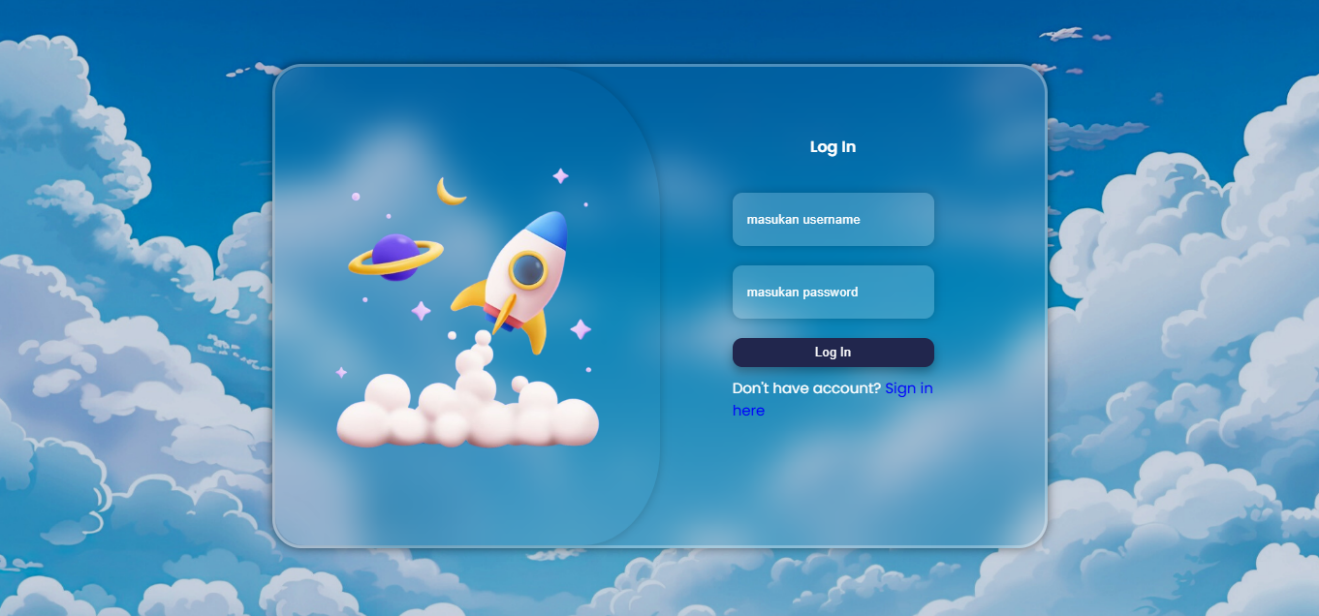 Log In
masukan username
masukan password
Log In
Don't have account? Sign in
here